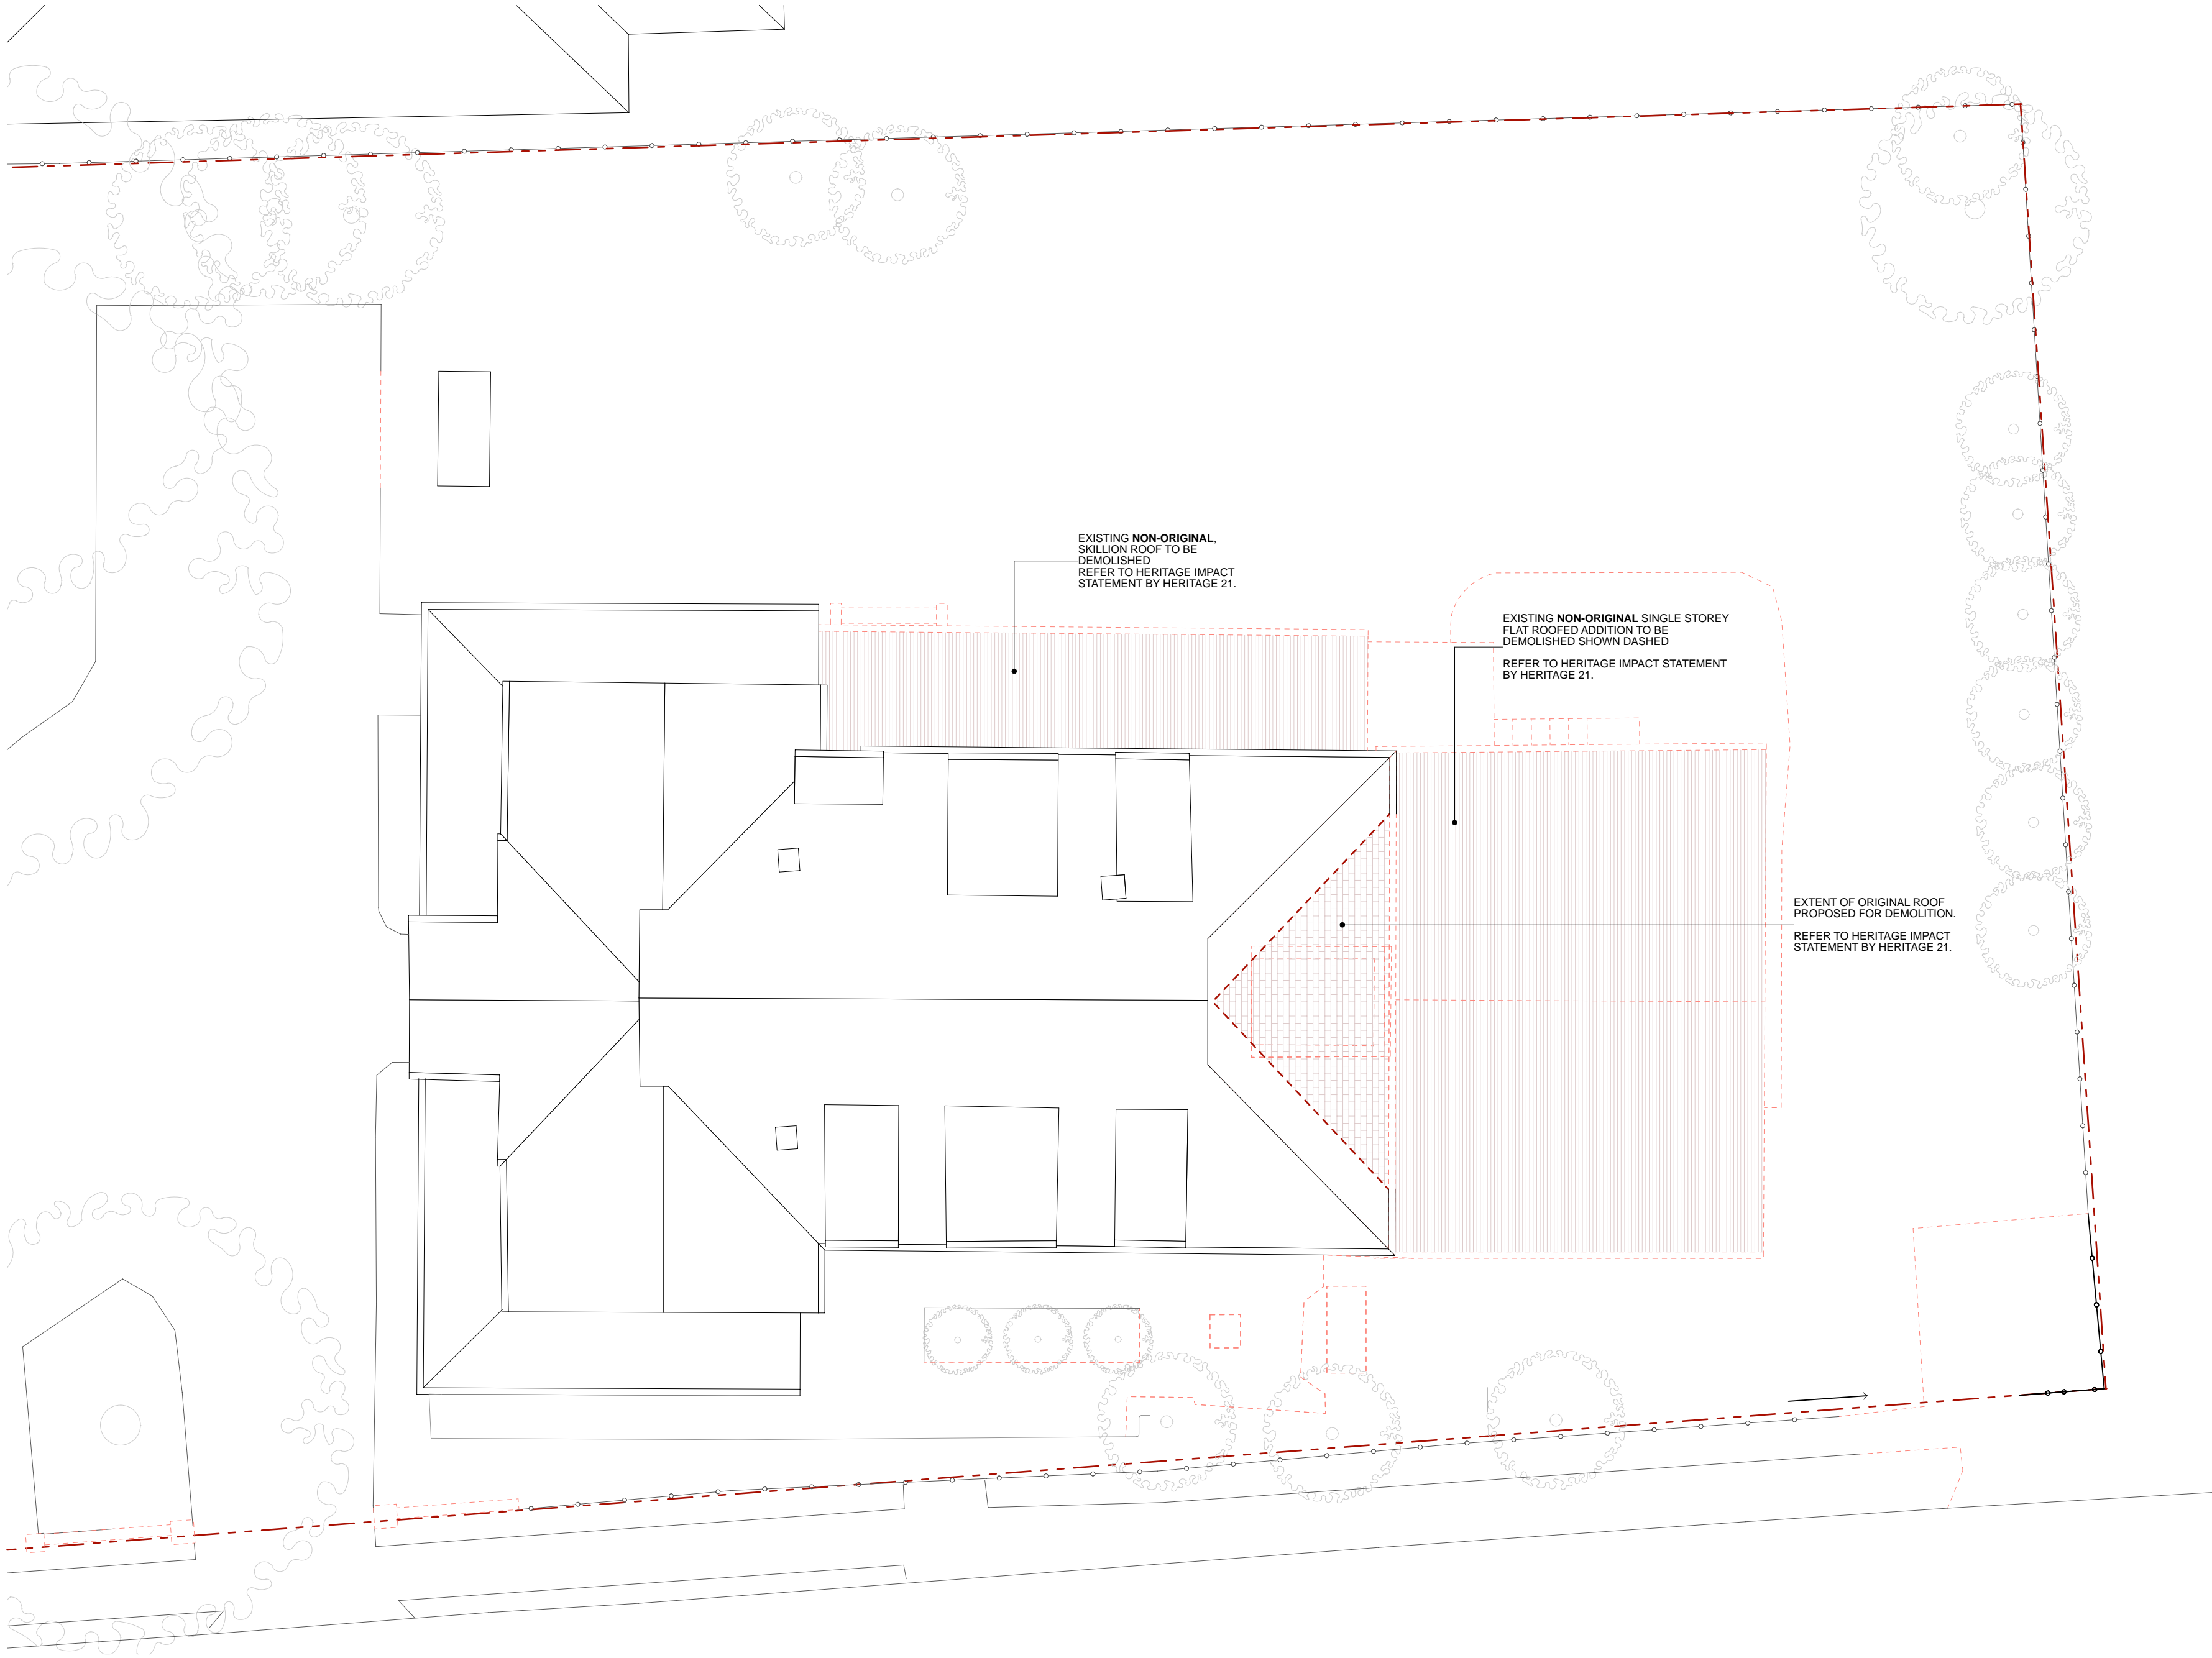 EXISTING NON-ORIGINAL,
SKILLION ROOF TO BE
DEMOLISHED
REFER TO HERITAGE IMPACT
STATEMENT BY HERITAGE 21.
EXISTING NON-ORIGINAL SINGLE STOREY
FLAT ROOFED ADDITION TO BE
DEMOLISHED SHOWN DASHED
REFER TO HERITAGE IMPACT STATEMENT
BY HERITAGE 21.
EXTENT OF ORIGINAL ROOF
PROPOSED FOR DEMOLITION.
REFER TO HERITAGE IMPACT
STATEMENT BY HERITAGE 21.